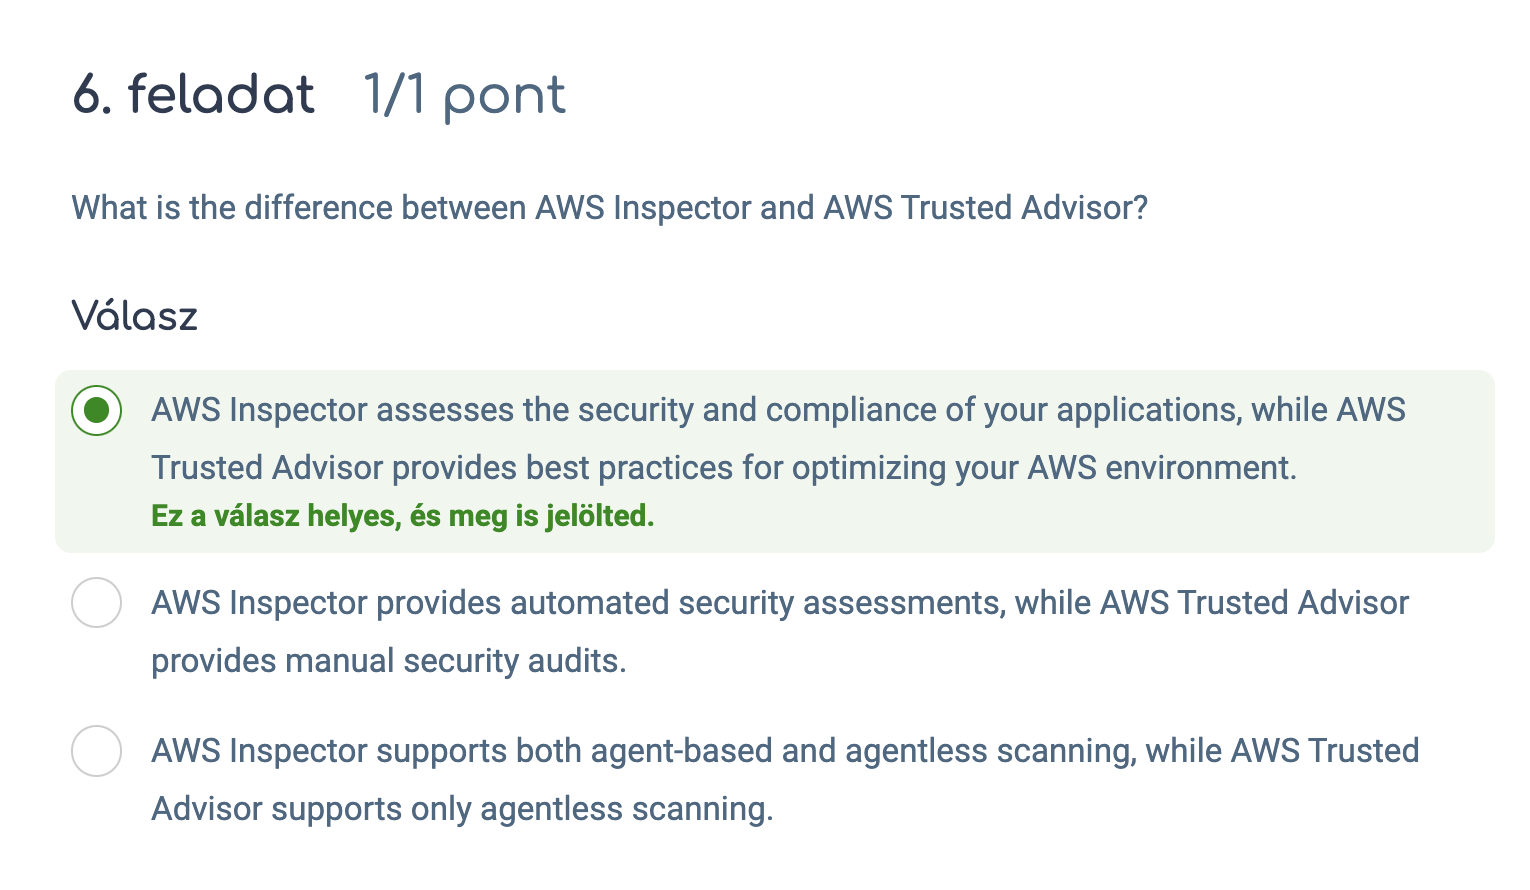 6. feladat 1/1 pont
What is the difference between AWS Inspector and AWS Trusted Advisor?
Válasz
AWS Inspector assesses the security and compliance of your applications, while AWS
Trusted Advisor provides best practices for optimizing your AWS environment.
Ez a válasz helyes, és meg is jelölted.
AWS Inspector provides automated security assessments, while AWS Trusted Advisor
provides manual security audits.
AWS Inspector supports both agent-based and agentless scanning, while AWS Trusted
Advisor supports only agentless scanning.